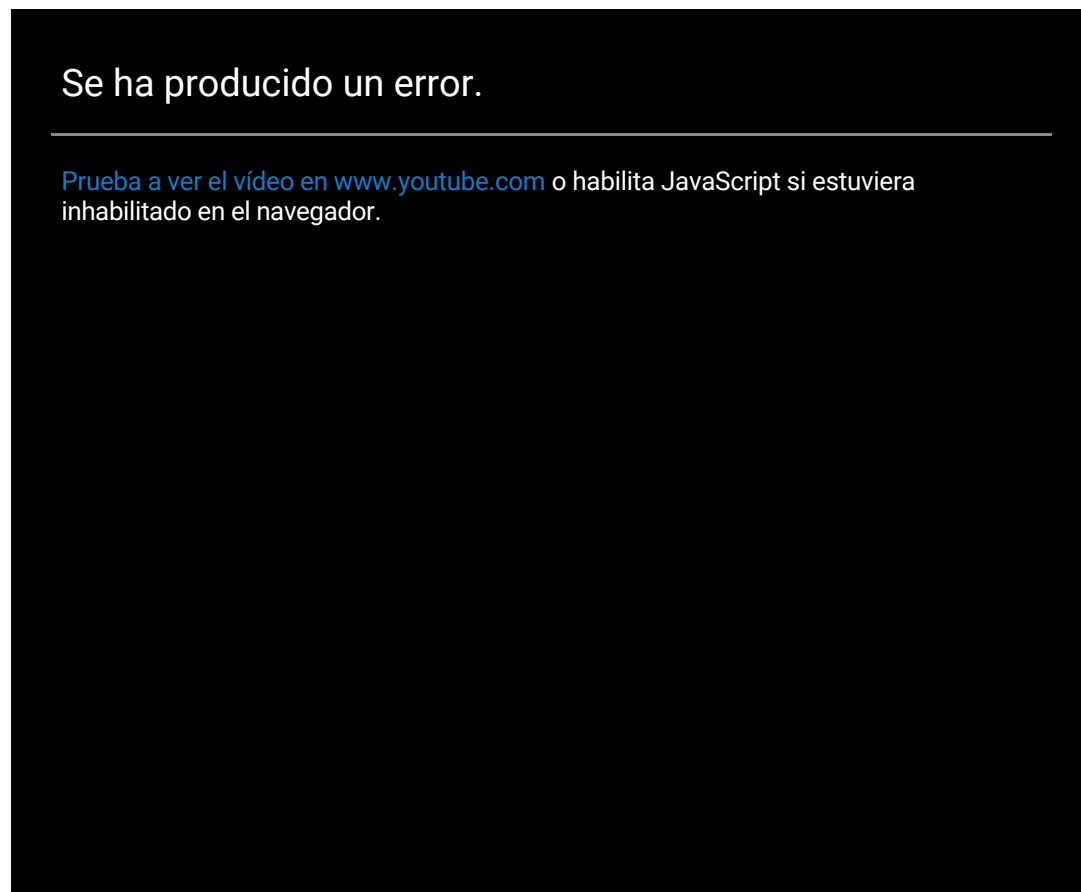 Se ha producido un error.
Prueba a ver el vídeo en www.youtube.com o habilita JavaScript si estuviera
inhabilitado en el navegador.